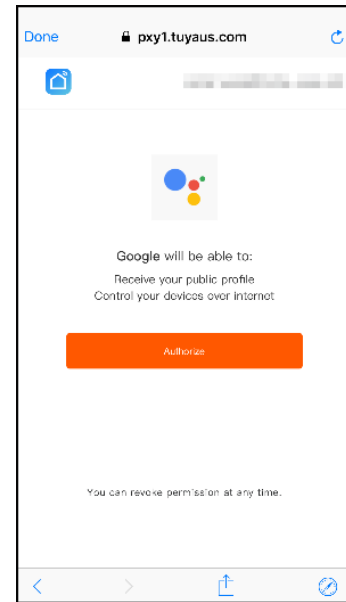 Done
pxy1.tuyaus.com
Google will be able to:
Receive your public profile
Control your devices over internet
Authorize
You can revoke permission at any time.